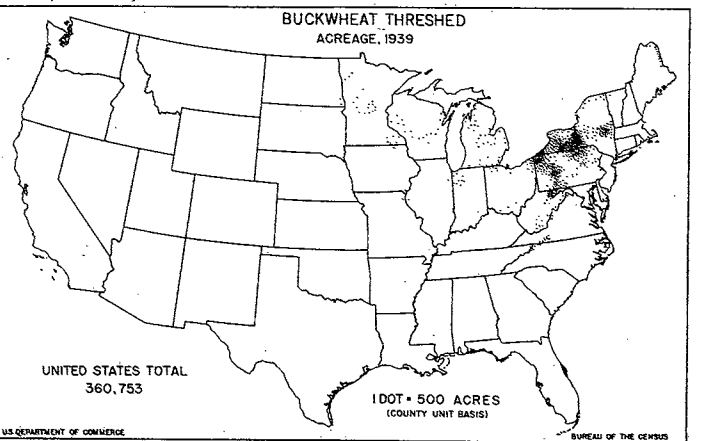 BUCKWHEAT THRESHED
ACREAGE, 1939
UNITED STATES TOTAL
360,753
1 DOT = 500 ACRES
(COUNTY UNIT BASIS)
U.S. DEPARTMENT OF COMMERCE
BUREAU OF THE CENSUS